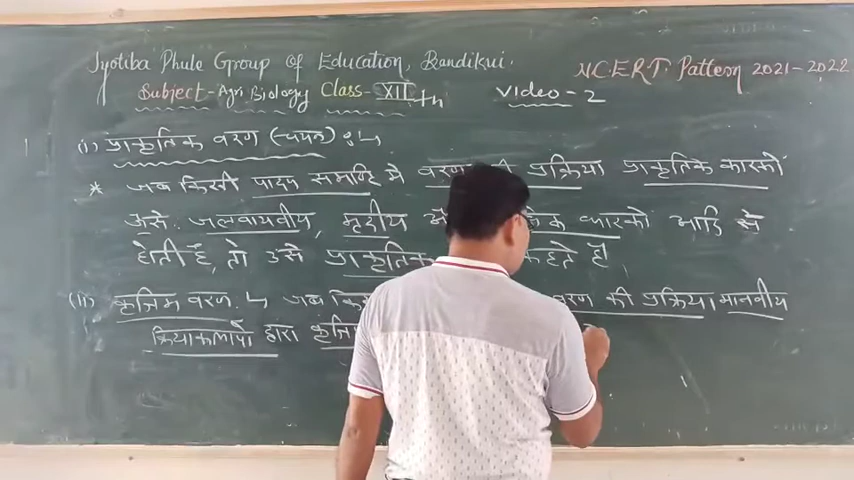 Jyotiba Phule Group of Education, Bandikui.
NCERT Pattern 2021-2022
Subject-Agri Biology Class-XIIth Video-2
(i) प्राकृतिक वरण (चयन) :↳
* जब किसी पादप समष्टि मे वरण की प्रक्रिया प्राकृतिक कारको
जैसे जलवायवीय, मृदीय कारको आदि से
होती है, तो उसे प्राकृतिक कहते है
(ii) कृत्रिम वरण ↳ जब वरण की प्रक्रिया मानवीय
क्रियाकलापो द्वारा